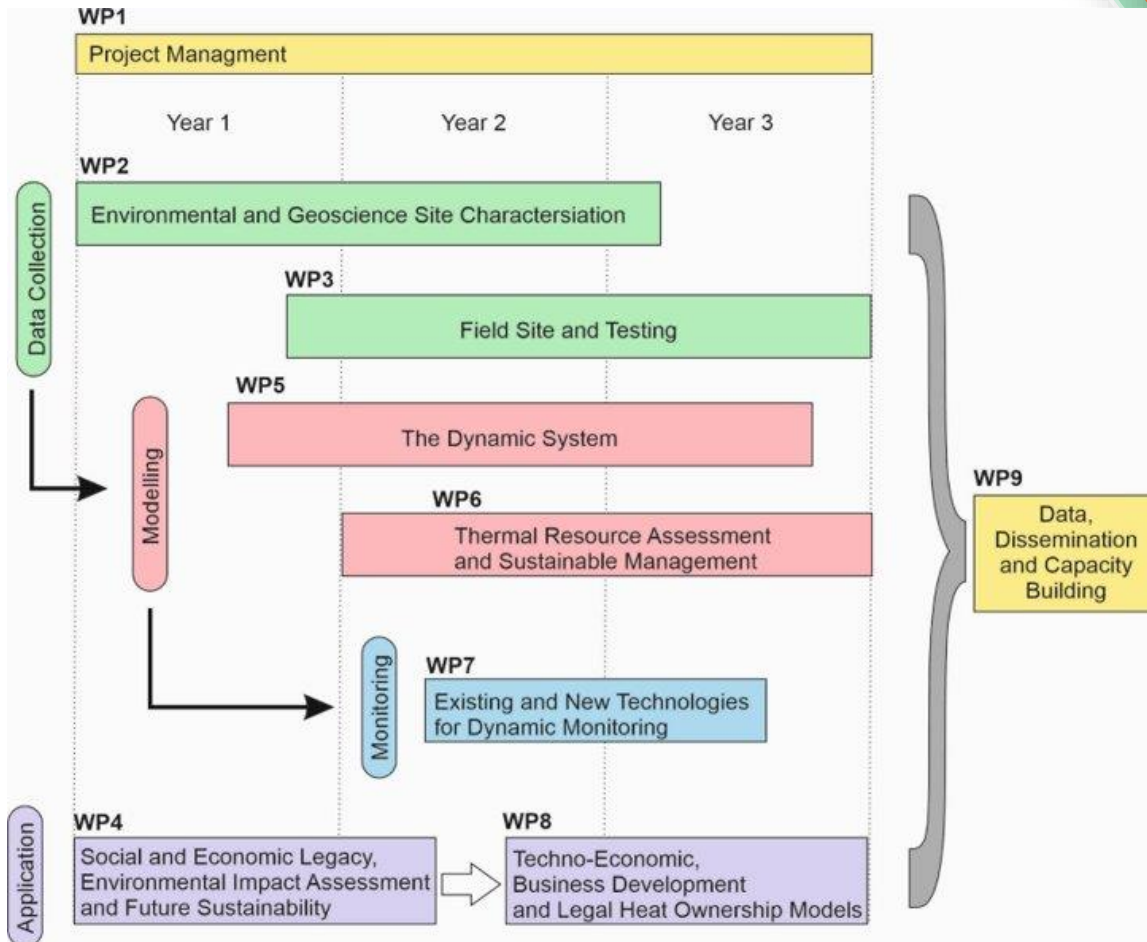 WP1
Project Managment
Year 1
Year 2
Year 3
WP2
Environmental and Geoscience Site Charactersiation
Data Collection
WP3
Field Site and Testing
WP5
The Dynamic System
Modelling
WP6
Thermal Resource Assessment
and Sustainable Management
WP9
Data,
Dissemination
and Capacity
Building
Monitoring
WP7
Existing and New Technologies
for Dynamic Monitoring
Application
WP4
Social and Economic Legacy,
Environmental Impact Assessment
and Future Sustainability
WP8
Techno-Economic,
Business Development
and Legal Heat Ownership Models